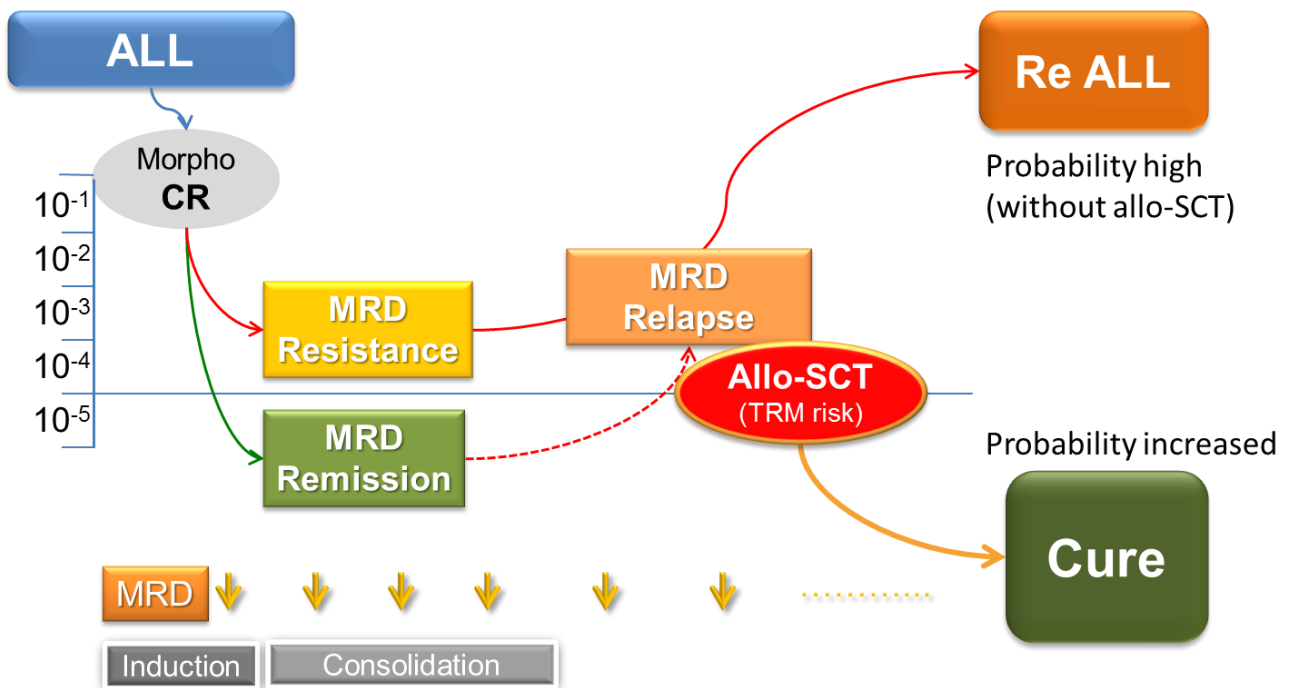 ALL
Re ALL
Morpho
CR
Probability high
(without allo-SCT)
10-1
10-2
10-3
10-4
10-5
MRD
Resistance
MRD
Relapse
Allo-SCT
(TRM risk)
MRD
Remission
Probability increased
Cure
MRD
Induction
Consolidation